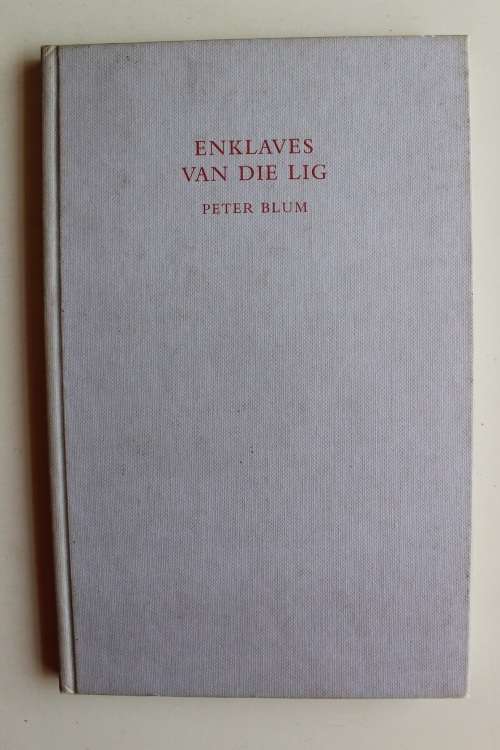 ENKLAVES
VAN DIE LIG
PETER BLUM